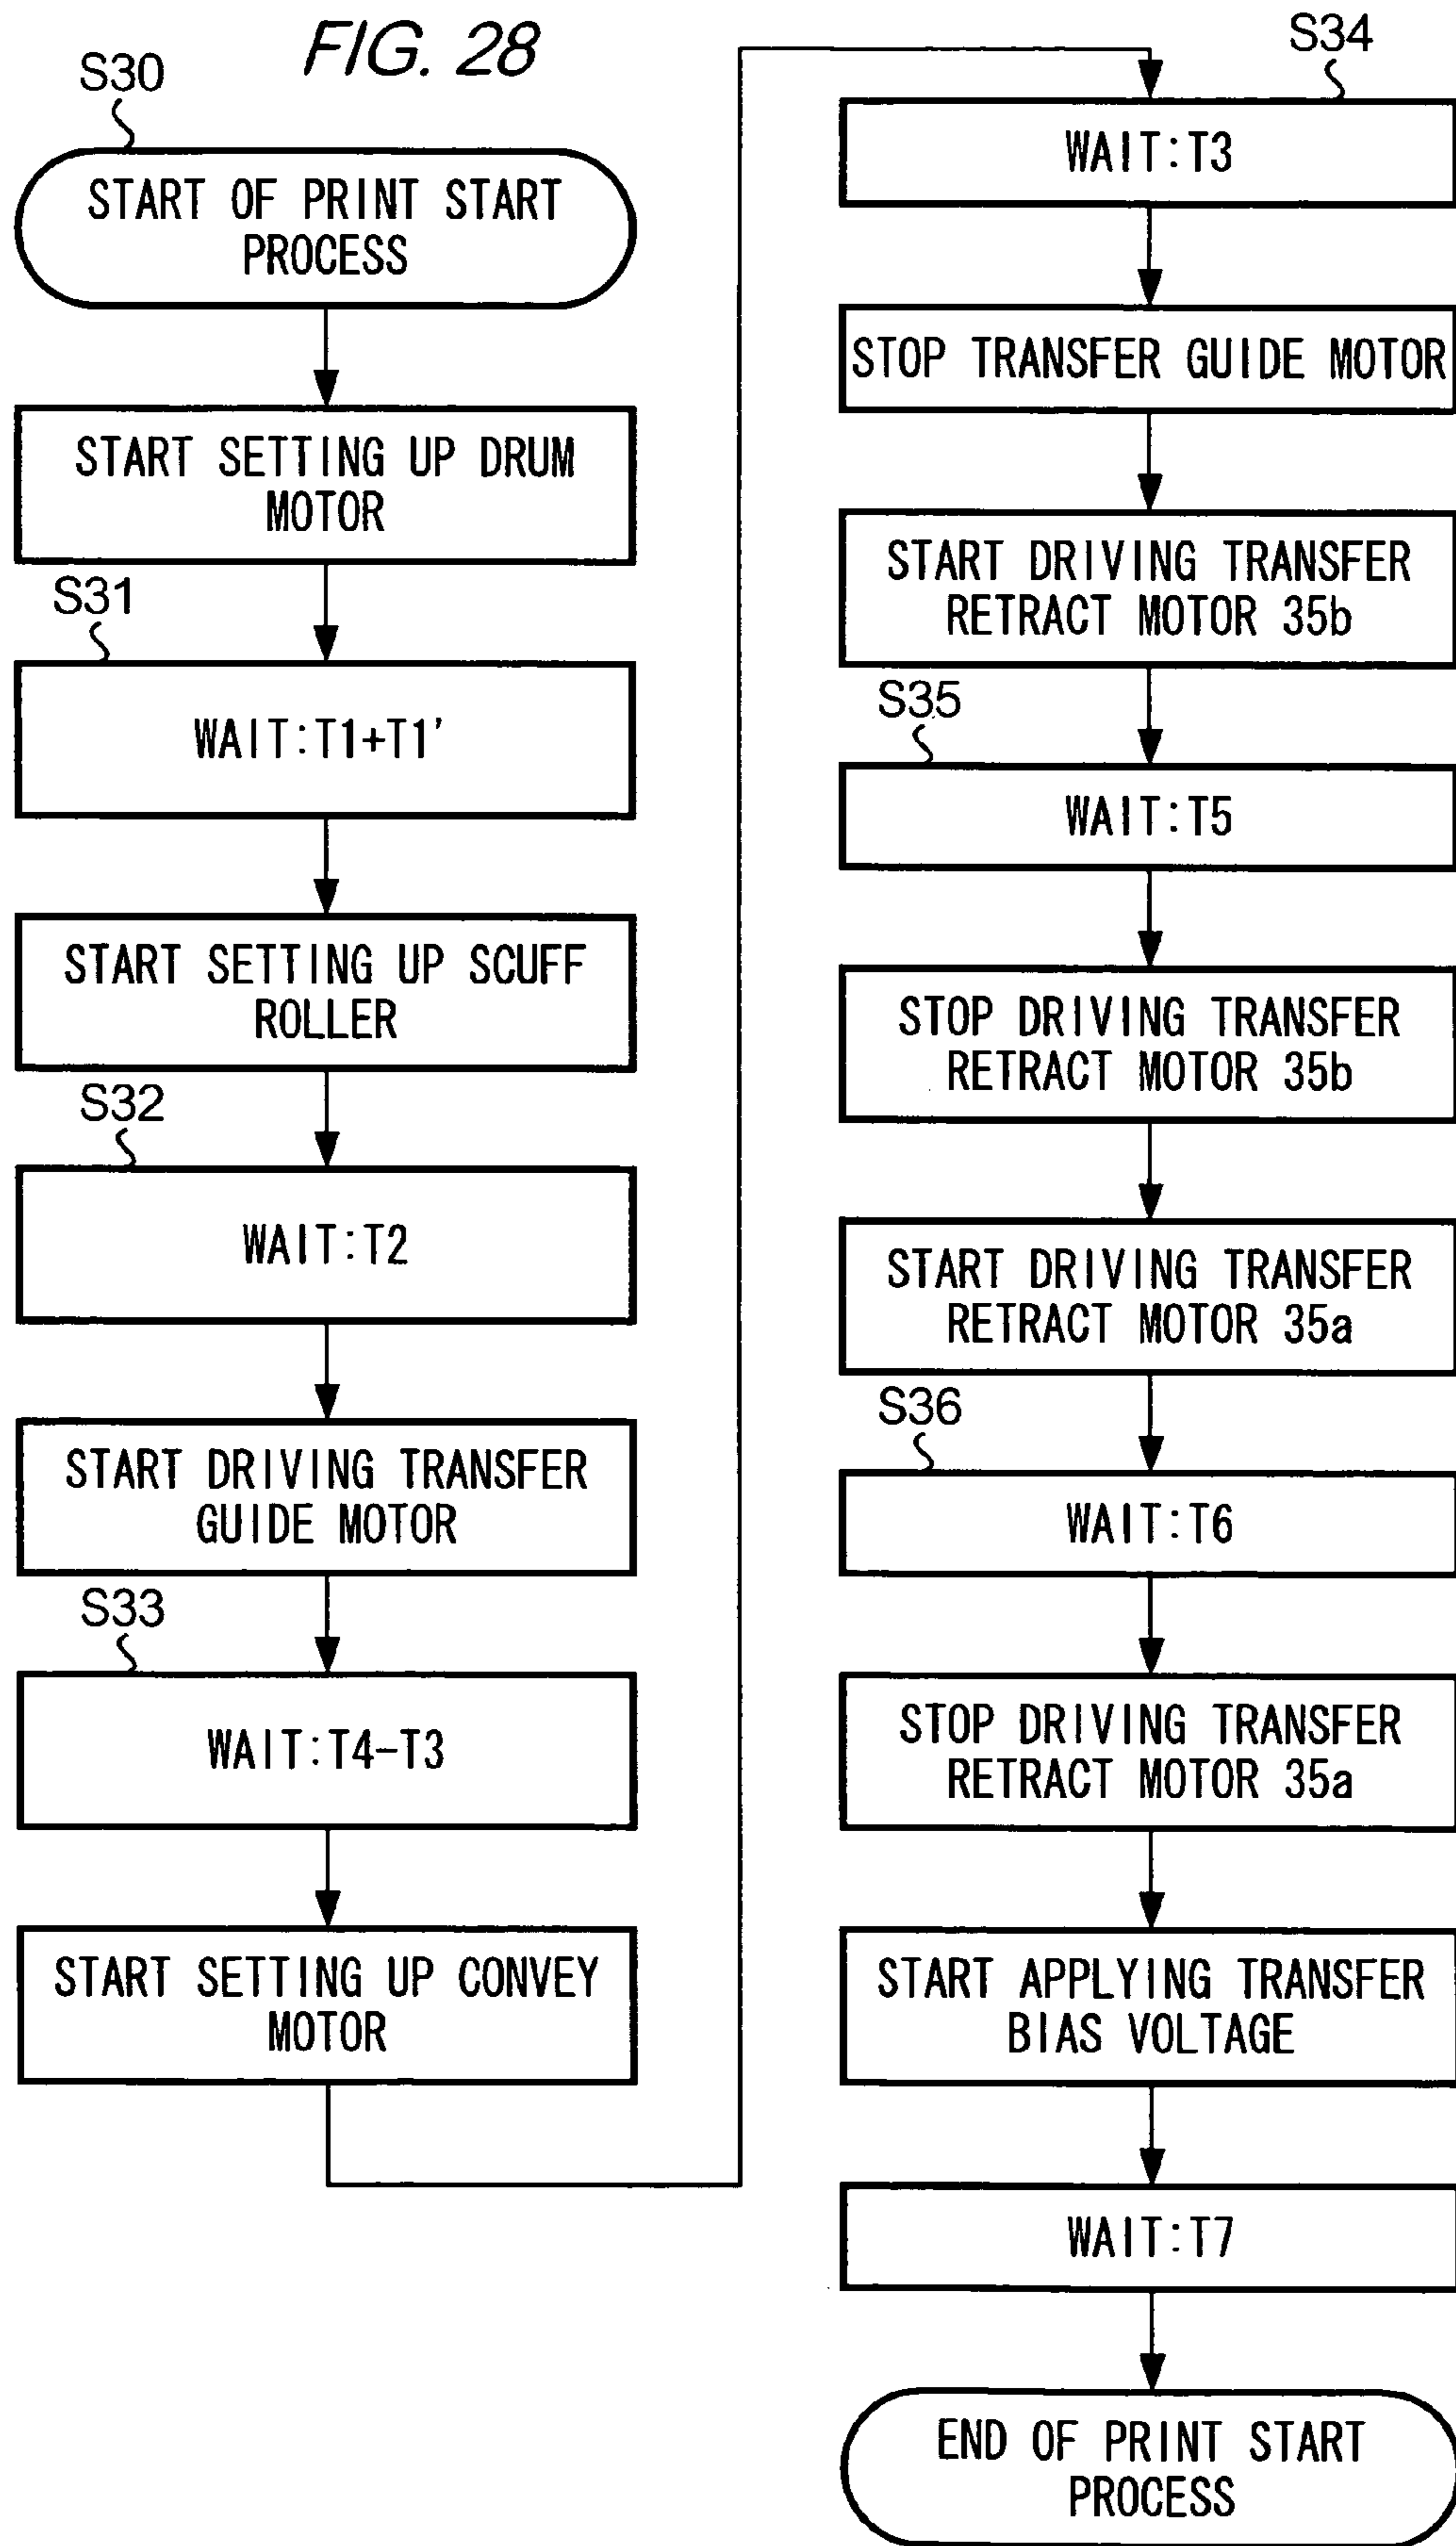 FIG. 28
S30
START OF PRINT START
PROCESS
START SETTING UP DRUM
MOTOR
S31
WAIT:T1+T1'
START SETTING UP SCUFF
ROLLER
S32
WAIT:T2
START DRIVING TRANSFER
GUIDE MOTOR
S33
WAIT:T4-T3
START SETTING UP CONVEY
MOTOR
S34
WAIT:T3
STOP TRANSFER GUIDE MOTOR
START DRIVING TRANSFER
RETRACT MOTOR 35b
S35
WAIT:T5
STOP DRIVING TRANSFER
RETRACT MOTOR 35b
START DRIVING TRANSFER
RETRACT MOTOR 35a
S36
WAIT:T6
STOP DRIVING TRANSFER
RETRACT MOTOR 35a
START APPLYING TRANSFER
BIAS VOLTAGE
WAIT:T7
END OF PRINT START
PROCESS